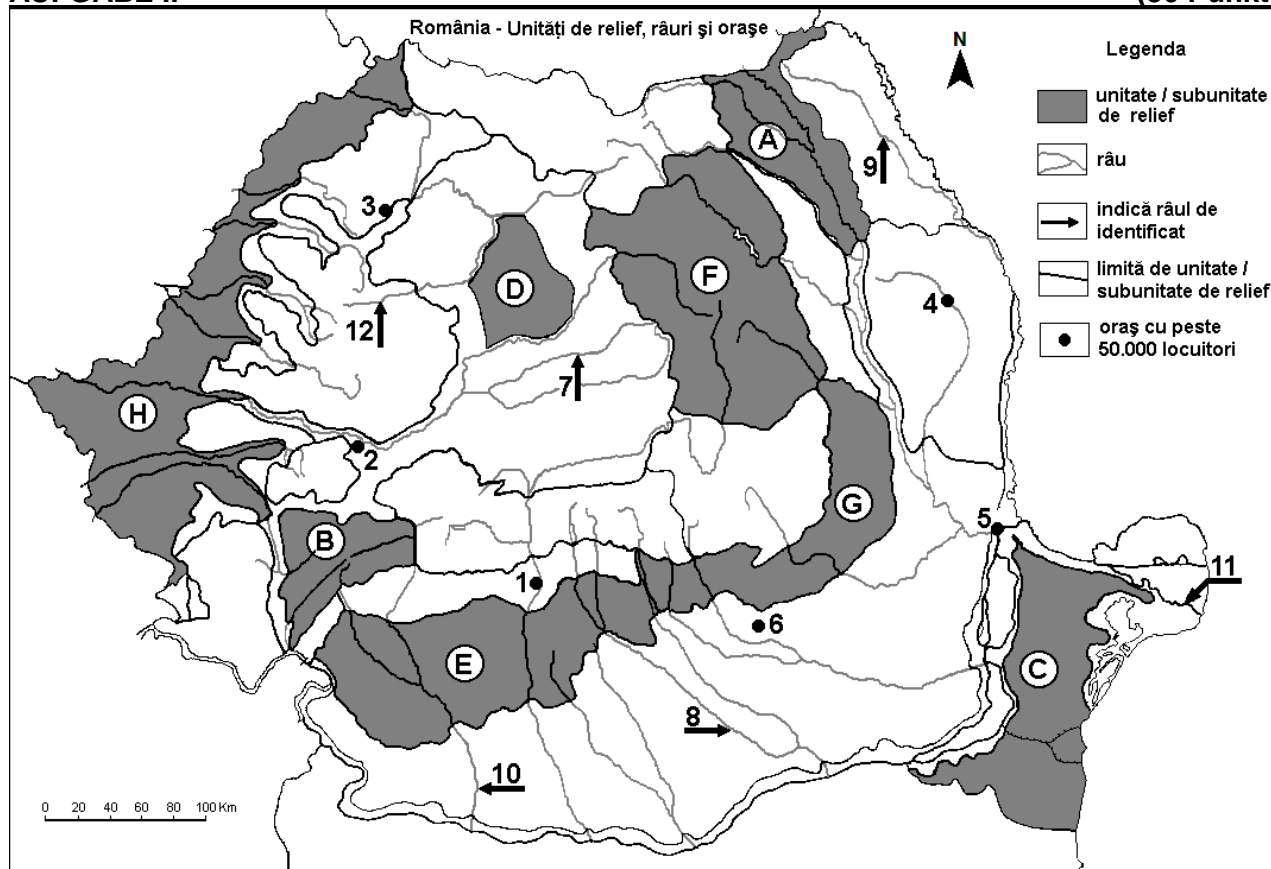 România - Unități de relief, râuri și orașe
N
Legenda
unitate / subunitate
de relief
râu
indică râul de
identificat
limită de unitate /
subunitate de relief
oraş cu peste
50.000 locuitori
A
9
3
F
D
4
12
7
H
2
G
5
B
11
1
6
E
C
8
10
0 20 40 60 80 100 Km